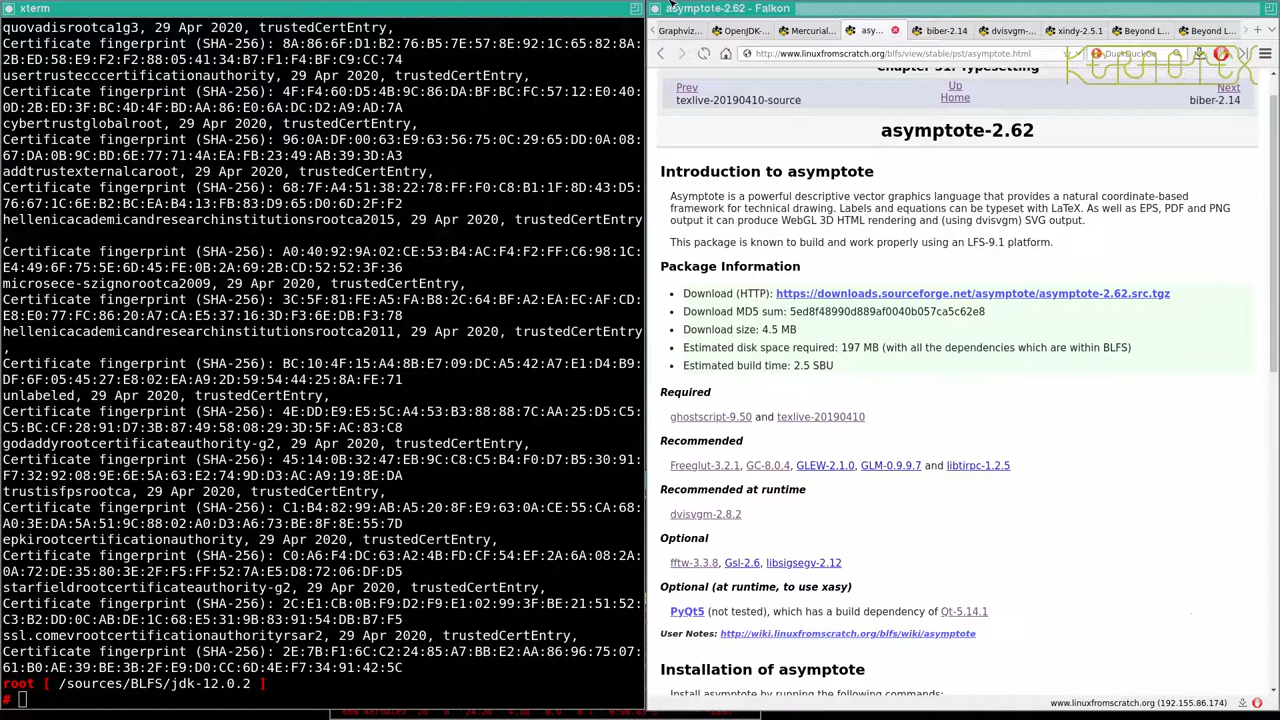 xterm
quovadisrootca1g3, 29 Apr 2020, trustedCertEntry,
Certificate fingerprint (SHA-256): 8A:86:6F:D1:B2:76:B5:7E:57:8E:92:1C:65:82:8A:
2B:ED:58:E9:F2:F2:88:05:41:34:B7:F1:F4:BF:C9:CC:74
usertrustecccertificationauthority, 29 Apr 2020, trustedCertEntry,
Certificate fingerprint (SHA-256): 4F:F4:60:D5:4B:9C:86:DA:BF:BC:FC:57:12:E0:40:
0D:2B:ED:3F:BC:4D:4F:BD:AA:86:E0:6A:DC:D2:A9:AD:7A
cybertrustglobalroot, 29 Apr 2020, trustedCertEntry,
Certificate fingerprint (SHA-256): 96:0A:DF:00:63:E9:63:56:75:0C:29:65:DD:0A:08:
67:DA:0B:9C:BD:6E:77:71:4A:EA:FB:23:49:AB:39:3D:A3
addtrustexternalcaroot, 29 Apr 2020, trustedCertEntry,
Certificate fingerprint (SHA-256): 68:7F:A4:51:38:22:78:FF:F0:C8:B1:1F:8D:43:D5:
76:67:1C:6E:B2:BC:EA:B4:13:FB:83:D9:65:D0:6D:2F:F2
hellenicacademicandresearchinstitutionsrootca2015, 29 Apr 2020, trustedCertEntry
,
Certificate fingerprint (SHA-256): A0:40:92:9A:02:CE:53:B4:AC:F4:F2:FF:C6:98:1C:
E4:49:6F:75:5E:6D:45:FE:0B:2A:69:2B:CD:52:52:3F:36
microsece-szignorootca2009, 29 Apr 2020, trustedCertEntry,
Certificate fingerprint (SHA-256): 3C:5F:81:FE:A5:FA:B8:2C:64:BF:A2:EA:EC:AF:CD:
E8:E0:77:FC:86:20:A7:CA:E5:37:16:3D:F3:6E:DB:F3:78
hellenicacademicandresearchinstitutionsrootca2011, 29 Apr 2020, trustedCertEntry
,
Certificate fingerprint (SHA-256): BC:10:4F:15:A4:8B:E7:09:DC:A5:42:A7:E1:D4:B9:
DF:6F:05:45:27:E8:02:EA:A9:2D:59:54:44:25:8A:FE:71
unlabeled, 29 Apr 2020, trustedCertEntry,
Certificate fingerprint (SHA-256): 4E:DD:E9:E5:5C:A4:53:B3:88:88:7C:AA:25:D5:C5:
C5:BC:CF:28:91:D7:3B:87:49:58:08:29:3D:5F:AC:83:C8
godaddyrootcertificateauthority-g2, 29 Apr 2020, trustedCertEntry,
Certificate fingerprint (SHA-256): 45:14:0B:32:47:EB:9C:C8:C5:B4:F0:D7:B5:30:91:
F7:32:92:08:9E:6E:5A:63:E2:74:9D:D3:AC:A9:19:8E:DA
trustisfpsrootca, 29 Apr 2020, trustedCertEntry,
Certificate fingerprint (SHA-256): C1:B4:82:99:AB:A5:20:8F:E9:63:0A:CE:55:CA:68:
A0:3E:DA:5A:51:9C:88:02:A0:D3:A6:73:BE:8F:8E:55:7D
epkirootcertificationauthority, 29 Apr 2020, trustedCertEntry,
Certificate fingerprint (SHA-256): C0:A6:F4:DC:63:A2:4B:FD:CF:54:EF:2A:6A:08:2A:
0A:72:DE:35:80:3E:2F:F5:FF:52:7A:E5:D8:72:06:DF:D5
starfieldrootcertificateauthority-g2, 29 Apr 2020, trustedCertEntry,
Certificate fingerprint (SHA-256): 2C:E1:CB:0B:F9:D2:F9:E1:02:99:3F:BE:21:51:52:
C3:B2:DD:0C:AB:DE:1C:68:E5:31:9B:83:91:54:DB:B7:F5
ssl.comevrootcertificationauthorityrsar2, 29 Apr 2020, trustedCertEntry,
Certificate fingerprint (SHA-256): 2E:7B:F1:6C:C2:24:85:A7:BB:E2:AA:86:96:75:07:
61:B0:AE:39:BE:3B:2F:E9:D0:CC:6D:4E:F7:34:91:42:5C
root [ /sources/BLFS/jdk-12.0.2 ]
#
asymptote-2.62 - Falkon
Graphviz... OpenJDK-... Mercurial... asy... biber-2.14 dvisvgm-... xindy-2.5.1 Beyond L... Beyond L...
http://www.linuxfromscratch.org/blfs/view/stable/pst/asymptote.html DuckDuckGo
KERNOTEX
Chapter 51. Typesetting
Prev Up Next
texlive-20190410-source Home biber-2.14
asymptote-2.62
Introduction to asymptote
Asymptote is a powerful descriptive vector graphics language that provides a natural coordinate-based
framework for technical drawing. Labels and equations can be typeset with LaTeX. As well as EPS, PDF and PNG
output it can produce WebGL 3D HTML rendering and (using dvisvgm) SVG output.
This package is known to build and work properly using an LFS-9.1 platform.
Package Information
• Download (HTTP): https://downloads.sourceforge.net/asymptote/asymptote-2.62.src.tgz
• Download MD5 sum: 5ed8f48990d889af0040b057ca5c62e8
• Download size: 4.5 MB
• Estimated disk space required: 197 MB (with all the dependencies which are within BLFS)
• Estimated build time: 2.5 SBU
Required
ghostscript-9.50 and texlive-20190410
Recommended
Freeglut-3.2.1, GC-8.0.4, GLEW-2.1.0, GLM-0.9.9.7 and libtirpc-1.2.5
Recommended at runtime
dvisvgm-2.8.2
Optional
fftw-3.3.8, Gsl-2.6, libsigsegv-2.12
Optional (at runtime, to use xasy)
PyQt5 (not tested), which has a build dependency of Qt-5.14.1
User Notes: http://wiki.linuxfromscratch.org/blfs/wiki/asymptote
Installation of asymptote
Install asymptote by running the following commands:
www.linuxfromscratch.org (192.155.86.174)